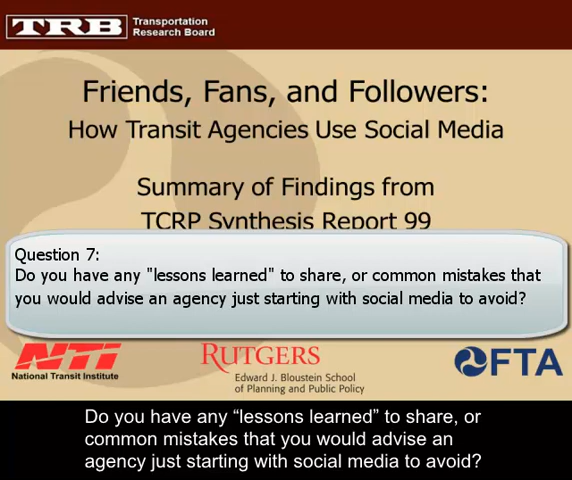 TRB Transportation
Research Board
Friends, Fans, and Followers:
How Transit Agencies Use Social Media
Summary of Findings from
TCRP Synthesis Report 99
Question 7:
Do you have any "lessons learned" to share, or common mistakes that
you would advise an agency just starting with social media to avoid?
NTI
National Transit Institute
RUTGERS
Edward J. Bloustein School
of Planning and Public Policy
FTA
Do you have any “lessons learned” to share, or
common mistakes that you would advise an
agency just starting with social media to avoid?